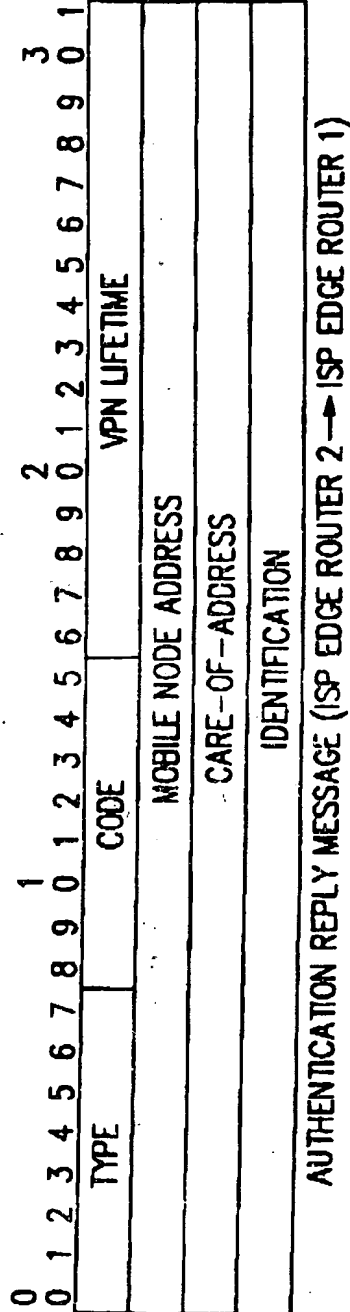 0 1 2 3
0 1 2 3 4 5 6 7 8 9 0 1 2 3 4 5 6 7 8 9 0 1 2 3 4 5 6 7 8 9 0 1
TYPE CODE VPN LIFETIME
MOBILE NODE ADDRESS
CARE-OF-ADDRESS
IDENTIFICATION
AUTHENTICATION REPLY MESSAGE (ISP EDGE ROUTER 2 → ISP EDGE ROUTER 1)